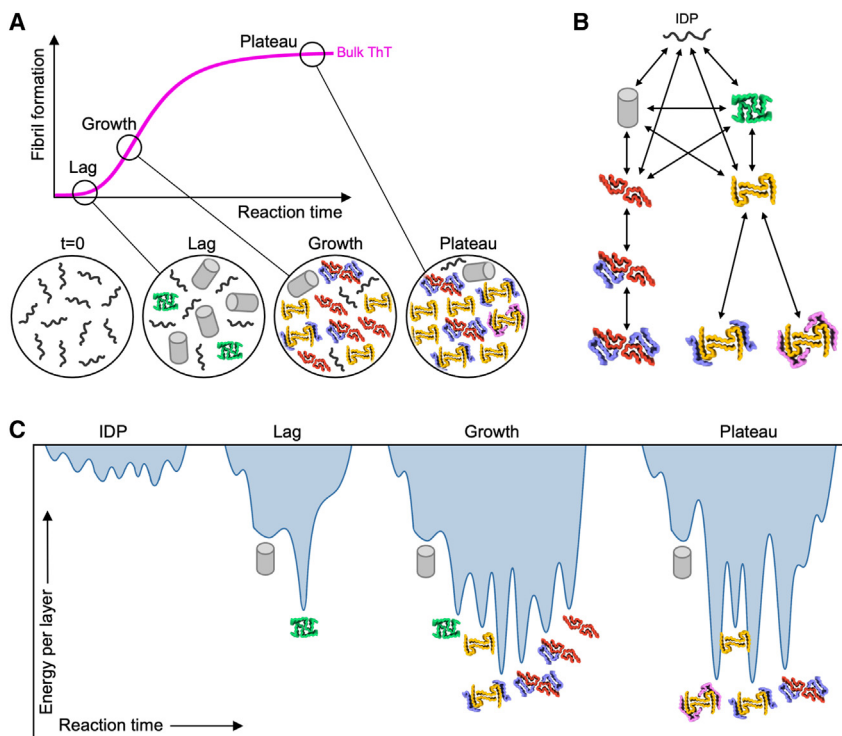 A
Fibril formation
Plateau
Bulk ThT
Growth
Lag
Reaction time
t=0
Lag
Growth
Plateau
B
IDP
C
IDP
Lag
Growth
Plateau
Energy per layer
Reaction time